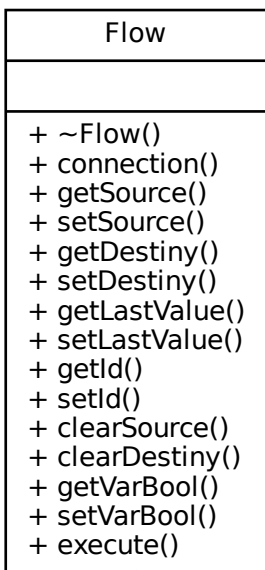 Flow
+ ~Flow()
+ connection()
+ getSource()
+ setSource()
+ getDestiny()
+ setDestiny()
+ getLastValue()
+ setLastValue()
+ getId()
+ setId()
+ clearSource()
+ clearDestiny()
+ getVarBool()
+ setVarBool()
+ execute()